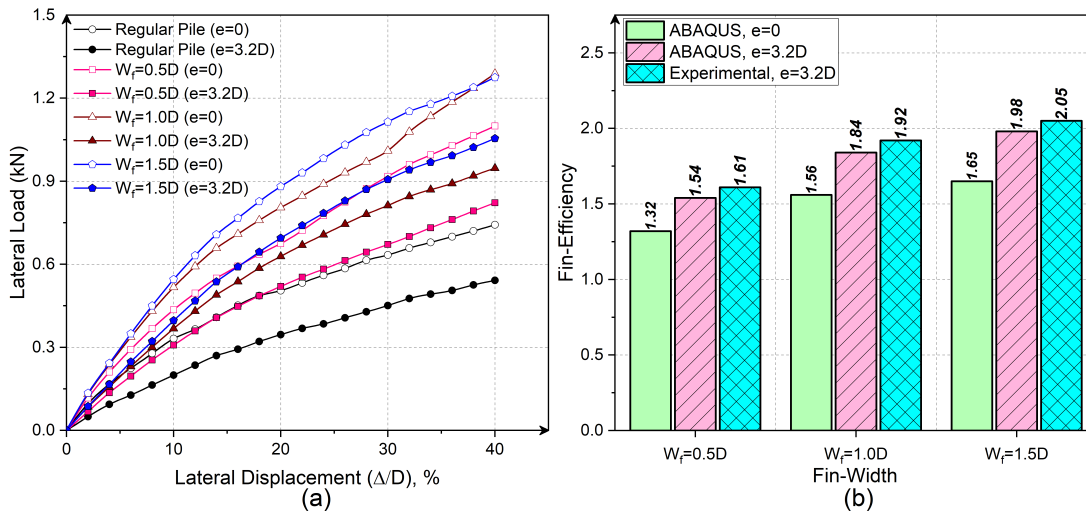 1.5
1.2
0.9
0.6
0.3
0.0
Lateral Load (kN)
Regular Pile (e=0)
Regular Pile (e=3.2D)
W_f=0.5D (e=0)
W_f=0.5D (e=3.2D)
W_f=1.0D (e=0)
W_f=1.0D (e=3.2D)
W_f=1.5D (e=0)
W_f=1.5D (e=3.2D)
0 10 20 30 40
Lateral Displacement (Δ/D), %
(a)
2.5
2.0
1.5
1.0
0.5
0.0
Fin-Efficiency
ABAQUS, e=0
ABAQUS, e=3.2D
Experimental, e=3.2D
1.32 1.54 1.61
1.56 1.84 1.92
1.65 1.98 2.05
W_f=0.5D W_f=1.0D W_f=1.5D
Fin-Width
(b)